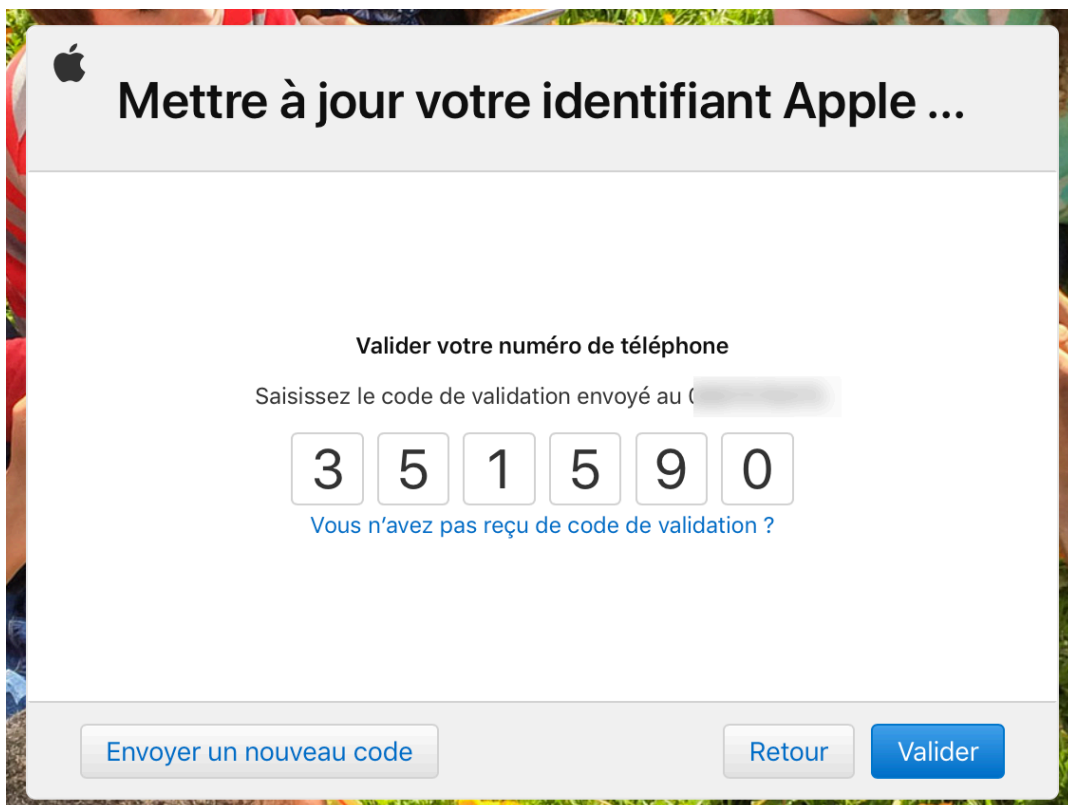 Mettre à jour votre identifiant Apple ...
Valider votre numéro de téléphone
Saisissez le code de validation envoyé au
3 5 1 5 9 0
Vous n’avez pas reçu de code de validation ?
Envoyer un nouveau code
Retour
Valider